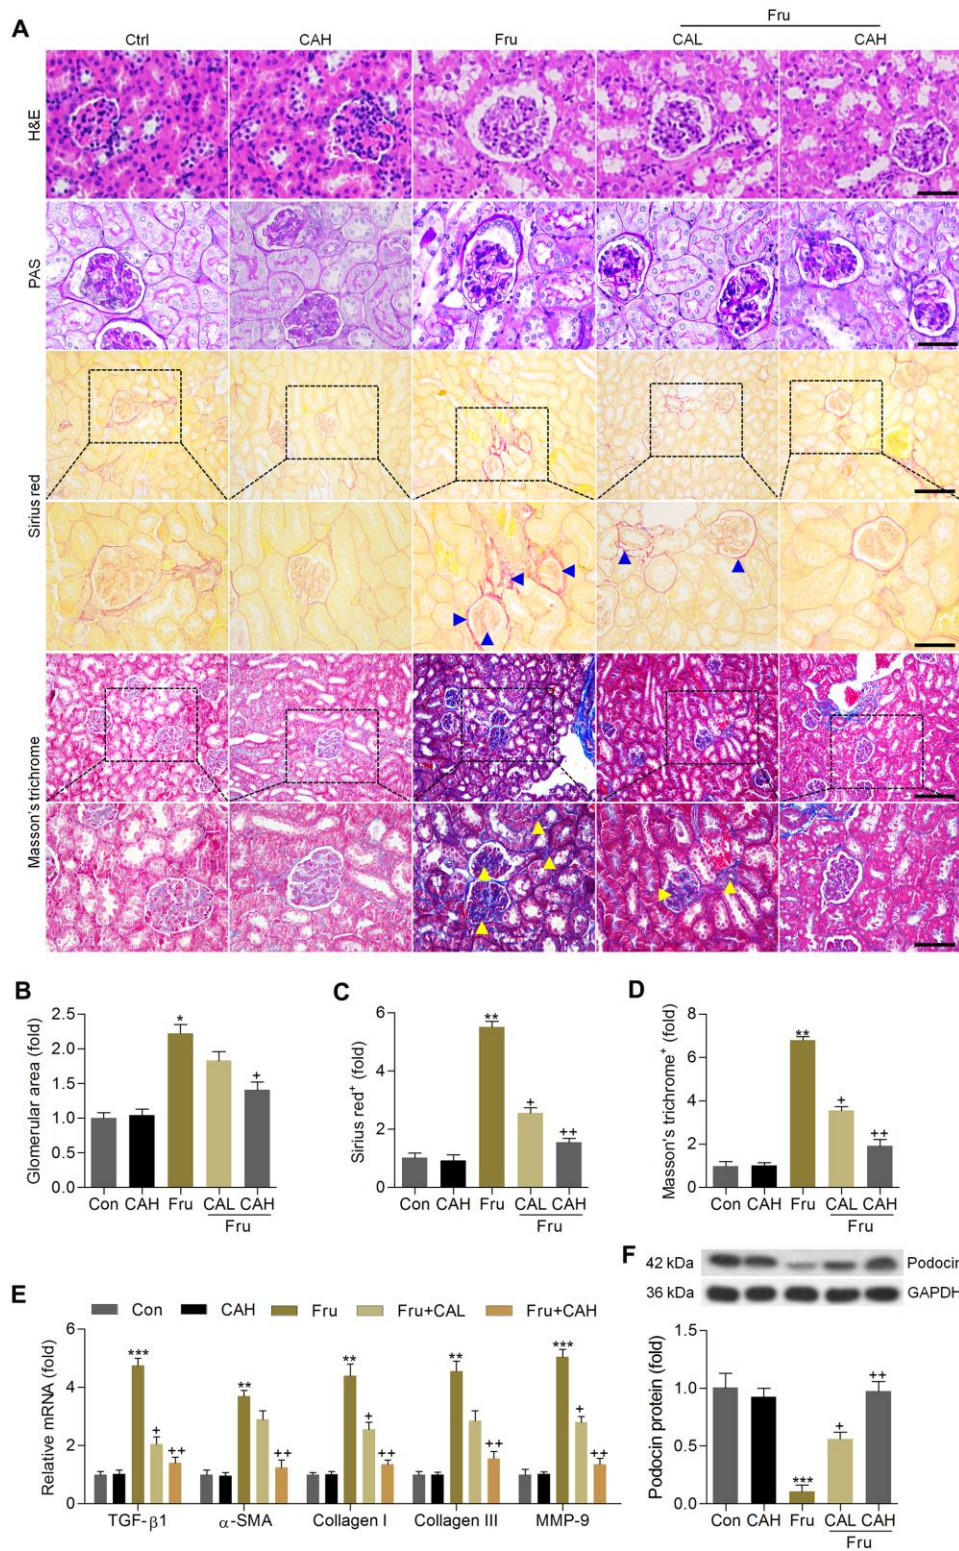 A
Fru
Ctrl
CAH
Fru
CAL
CAH
H&E
PAS
Sirius red
Masson's trichrome
B
Glomerular area (fold)
2.5
2.0
1.5
1.0
0.5
0.0
*
+
Con CAH Fru CAL CAH
Fru
C
Sirius red+ (fold)
6
4
2
0
**
+
++
Con CAH Fru CAL CAH
Fru
D
Masson's trichrome+ (fold)
8
6
4
2
0
**
+
++
Con CAH Fru CAL CAH
Fru
E
Con CAH Fru Fru+CAL Fru+CAH
Relative mRNA (fold)
6
4
2
0
*** + ++
** ++
** + ++
** ++
*** + ++
TGF-β1 α-SMA Collagen I Collagen III MMP-9
F
42 kDa Podocin
36 kDa GAPDH
Podocin protein (fold)
1.5
1.0
0.5
0.0
***
+
++
Con CAH Fru CAL CAH
Fru